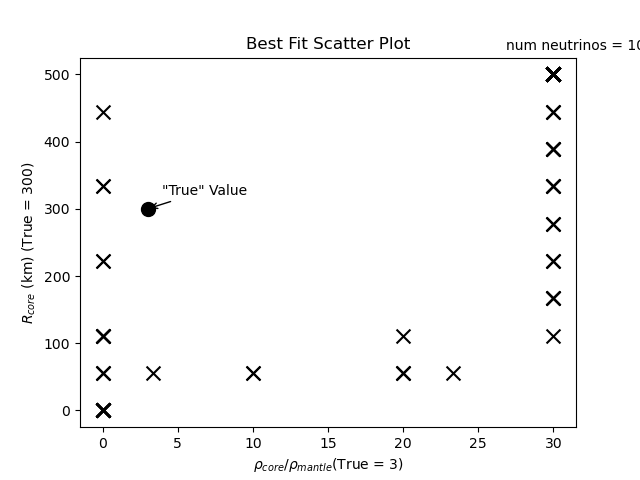 Best Fit Scatter Plot
num neutrinos = 10
500
400
300
200
100
0
"True" Value
R_core (km) (True = 300)
0 5 10 15 20 25 30
ρ_core/ρ_mantle(True = 3)